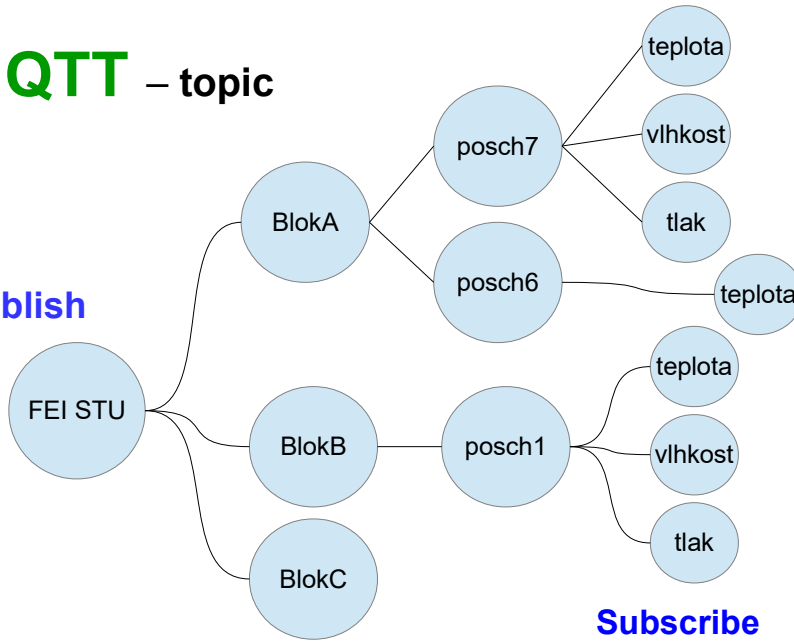 QTT – topic
teplota
vlhkost
tlak
posch7
BlokA
posch6
teplota
blish
FEI STU
BlokB
posch1
teplota
vlhkost
tlak
BlokC
Subscribe